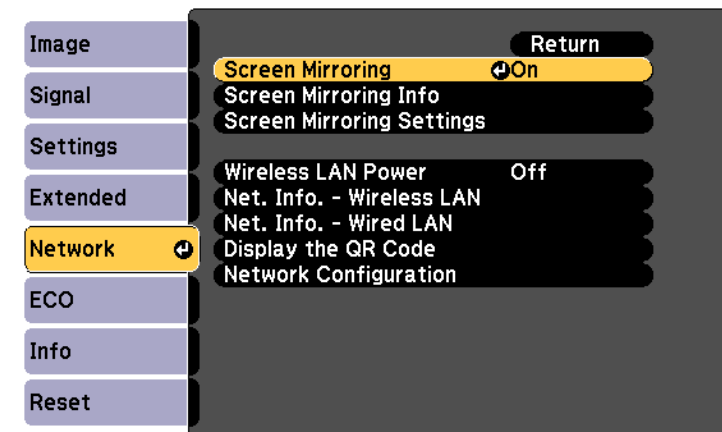 Image
Signal
Settings
Extended
Network
ECO
Info
Reset
Return
Screen Mirroring On
Screen Mirroring Info
Screen Mirroring Settings
Wireless LAN Power Off
Net. Info. - Wireless LAN
Net. Info. - Wired LAN
Display the QR Code
Network Configuration